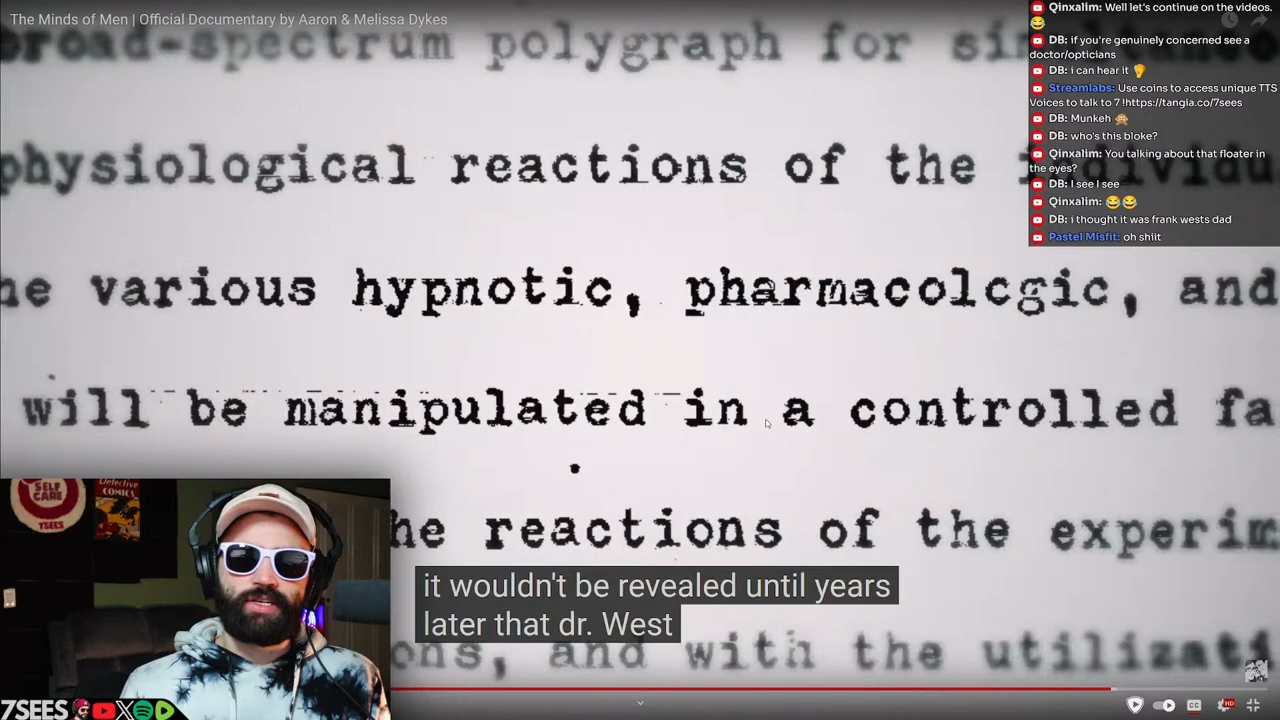 The Minds of Men | Official Documentary by Aaron & Melissa Dykes
broad-spectrum polygraph for
physiological reactions of the
he various hypnotic, pharmacolcgic, and
will be manipulated in a controlled fa
he reactions of the experim
ons, and with the utilizati
it wouldn't be revealed until years
later that dr. West
Qinxalim: Well let's continue on the videos.
😂
DB: if you're genuinely concerned see a
doctor/opticians
DB: i can hear it 👂
Streamlabs: Use coins to access unique TTS
Voices to talk to 7 !https://tangia.co/7sees
DB: Munkeh 🙊
DB: who's this bloke?
Qinxalim: You talking about that floater in
the eyes?
DB: I see I see
Qinxalim: 😂😂
DB: i thought it was frank wests dad
Pastel Misfit: oh shiit
SELF
CARE
7SEES
Detective
COMICS
7SEES
CC
HD